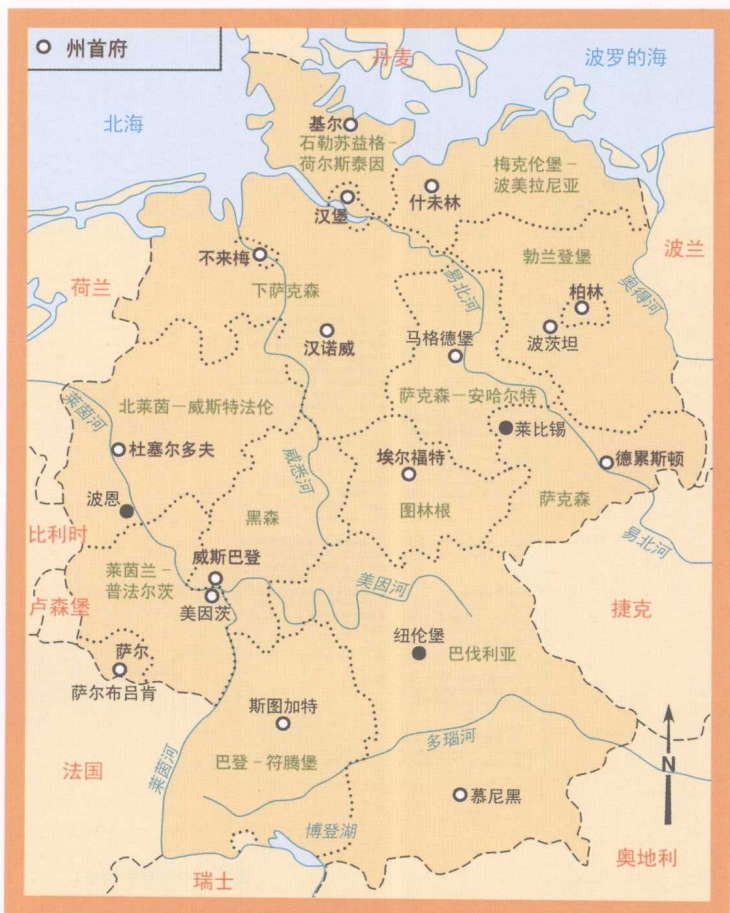 州首府
丹麦
波罗的海
北海
基尔
石勒苏益格-
荷尔斯泰因
梅克伦堡-
波美拉尼亚
汉堡
什未林
不来梅
勃兰登堡
波兰
荷兰
下萨克森
易北河
奥得河
柏林
汉诺威
马格德堡
波茨坦
莱茵河
北莱茵-威斯特法伦
萨克森-安哈尔特
莱比锡
杜塞尔多夫
威悉河
埃尔福特
德累斯顿
波恩
黑森
图林根
萨克森
比利时
易北河
威斯巴登
莱茵兰-
普法尔茨
美因河
卢森堡
美因茨
捷克
纽伦堡
巴伐利亚
萨尔
萨尔布吕肯
斯图加特
法国
莱茵河
巴登-符腾堡
多瑙河
N
慕尼黑
博登湖
瑞士
奥地利